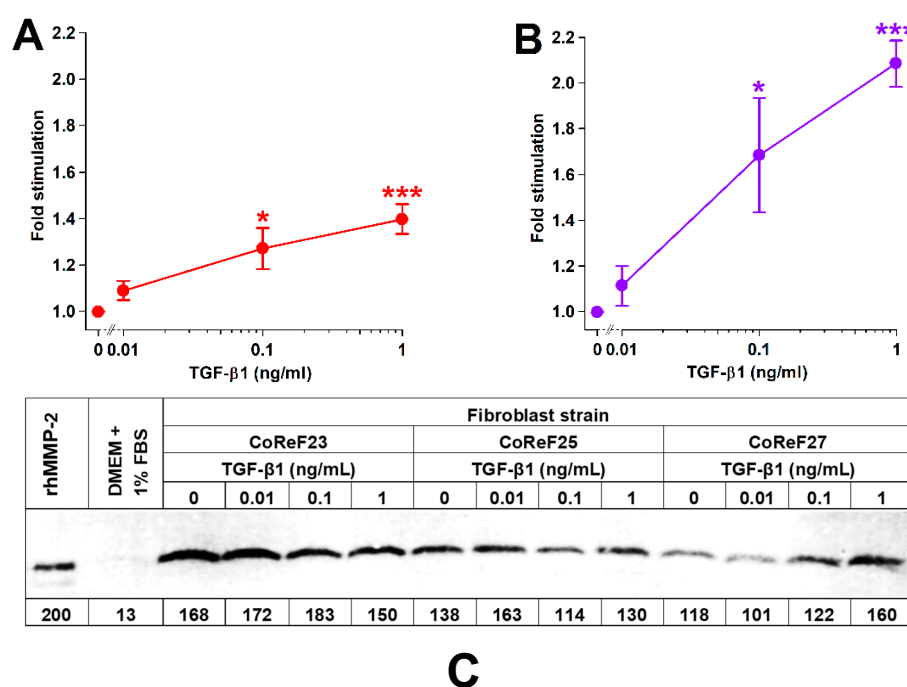 A
Fold stimulation
2.2
2.0
1.8
1.6
1.4
1.2
1.0
*
***
0 0.01 0.1 1
TGF-β1 (ng/ml)
B
Fold stimulation
2.2
2.0
1.8
1.6
1.4
1.2
1.0
*
***
0 0.01 0.1 1
TGF-β1 (ng/ml)
rhMMP-2
DMEM +
1% FBS
Fibroblast strain
CoReF23 CoReF25 CoReF27
TGF-β1 (ng/mL) TGF-β1 (ng/mL) TGF-β1 (ng/mL)
0 0.01 0.1 1 0 0.01 0.1 1 0 0.01 0.1 1
200 13 168 172 183 150 138 163 114 130 118 101 122 160
C